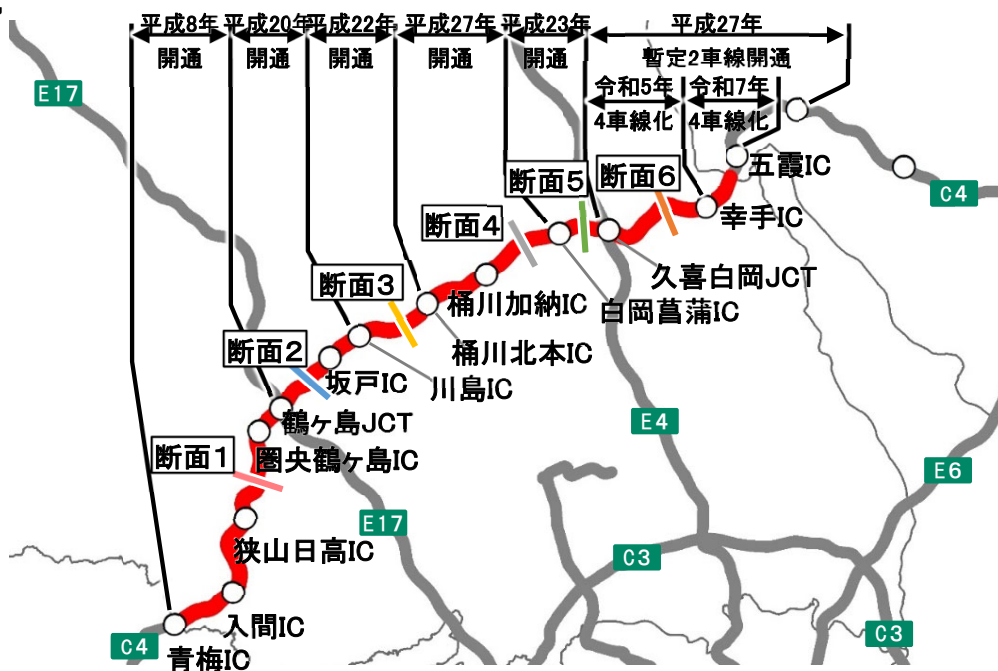 平成8年
開通
平成20年
開通
平成22年
開通
平成27年
開通
平成23年
開通
平成27年
暫定2車線開通
令和5年
4車線化
令和7年
4車線化
E17
五霞IC
C4
断面6
断面5
幸手IC
断面4
久喜白岡JCT
断面3
桶川加納IC
白岡菖蒲IC
断面2
桶川北本IC
坂戸IC
川島IC
鶴ヶ島JCT
E4
断面1
圏央鶴ヶ島IC
E6
E17
狭山日高IC
C3
入間IC
C4
青梅IC
C3